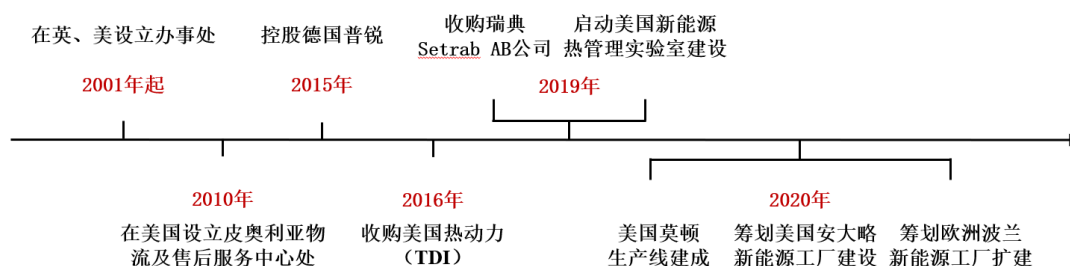 在英、美设立办事处
2001年起
控股德国普锐
2015年
收购瑞典
Setrab AB公司
启动美国新能源
热管理实验室建设
2019年
2010年
在美国设立皮奥利亚物
流及售后服务中心处
2016年
收购美国热动力
（TDI）
2020年
美国莫顿
生产线建成
筹划美国安大略
新能源工厂建设
筹划欧洲波兰
新能源工厂扩建